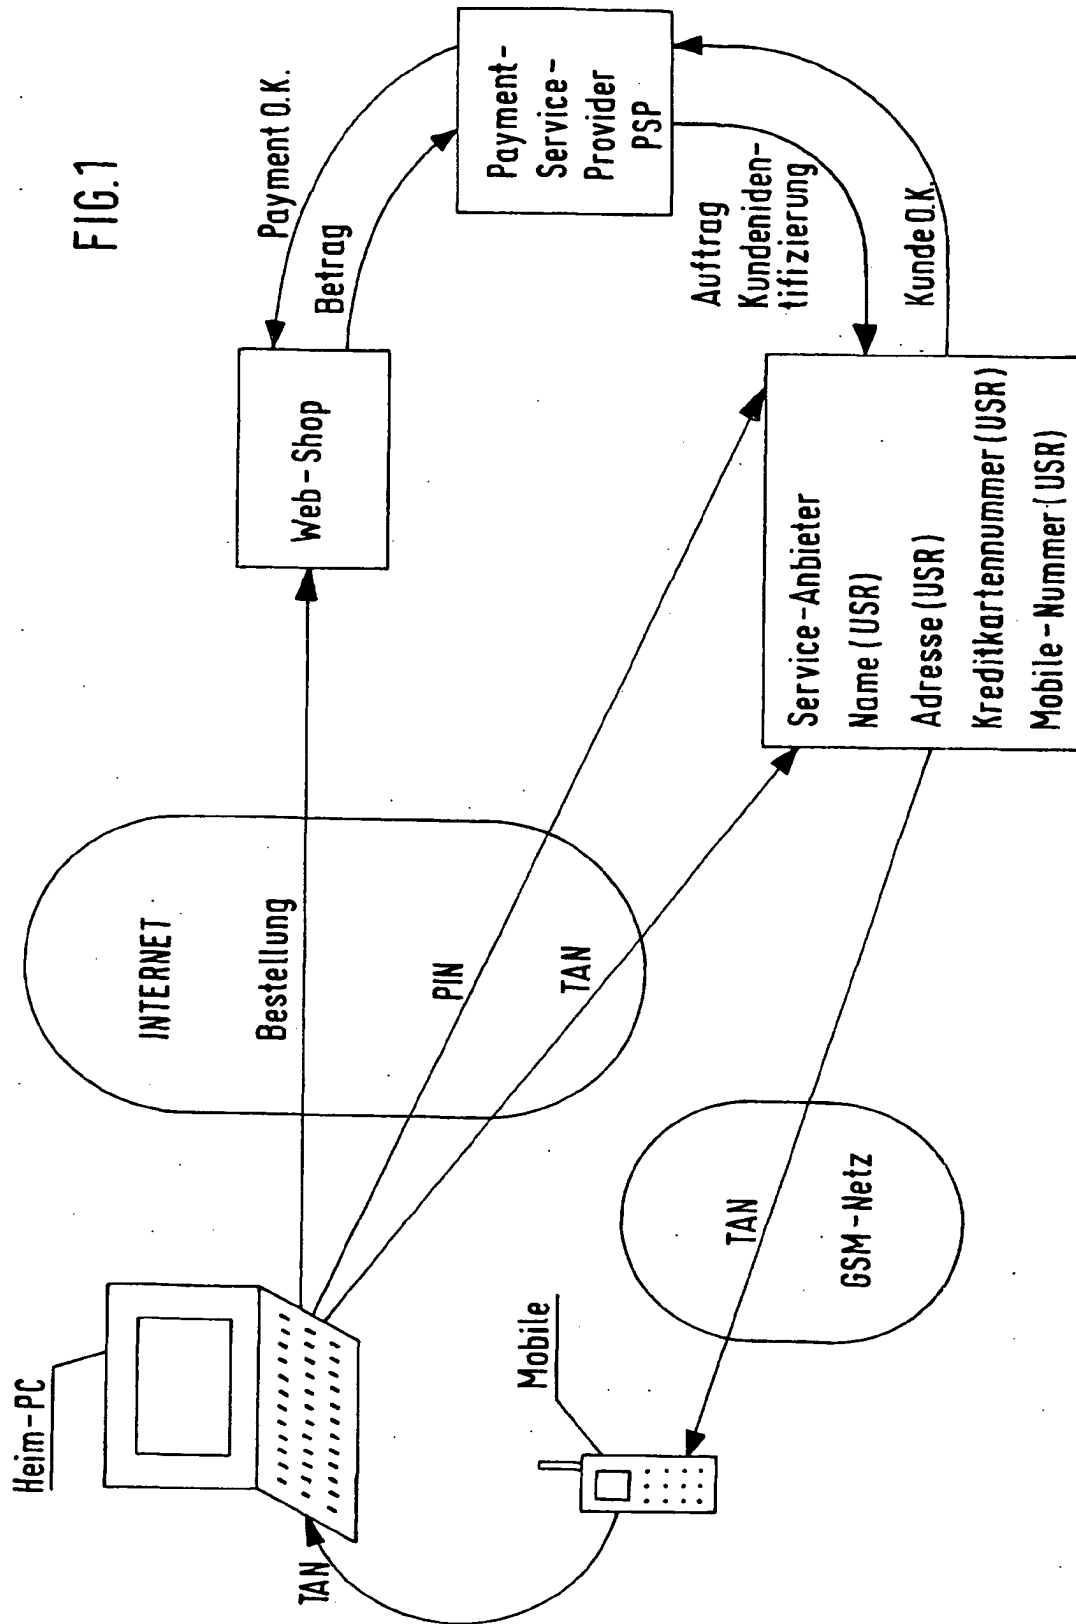 FIG.1
Heim-PC
INTERNET
Bestellung
PIN
TAN
Web-Shop
Payment O.K.
Betrag
Payment-
Service-
Provider
PSP
Auftrag
Kundeniden-
tifizierung
Kunde O.K.
Service-Anbieter
Name (USR)
Adresse (USR)
Kreditkartennummer (USR)
Mobile-Nummer (USR)
TAN
GSM-Netz
Mobile
TAN